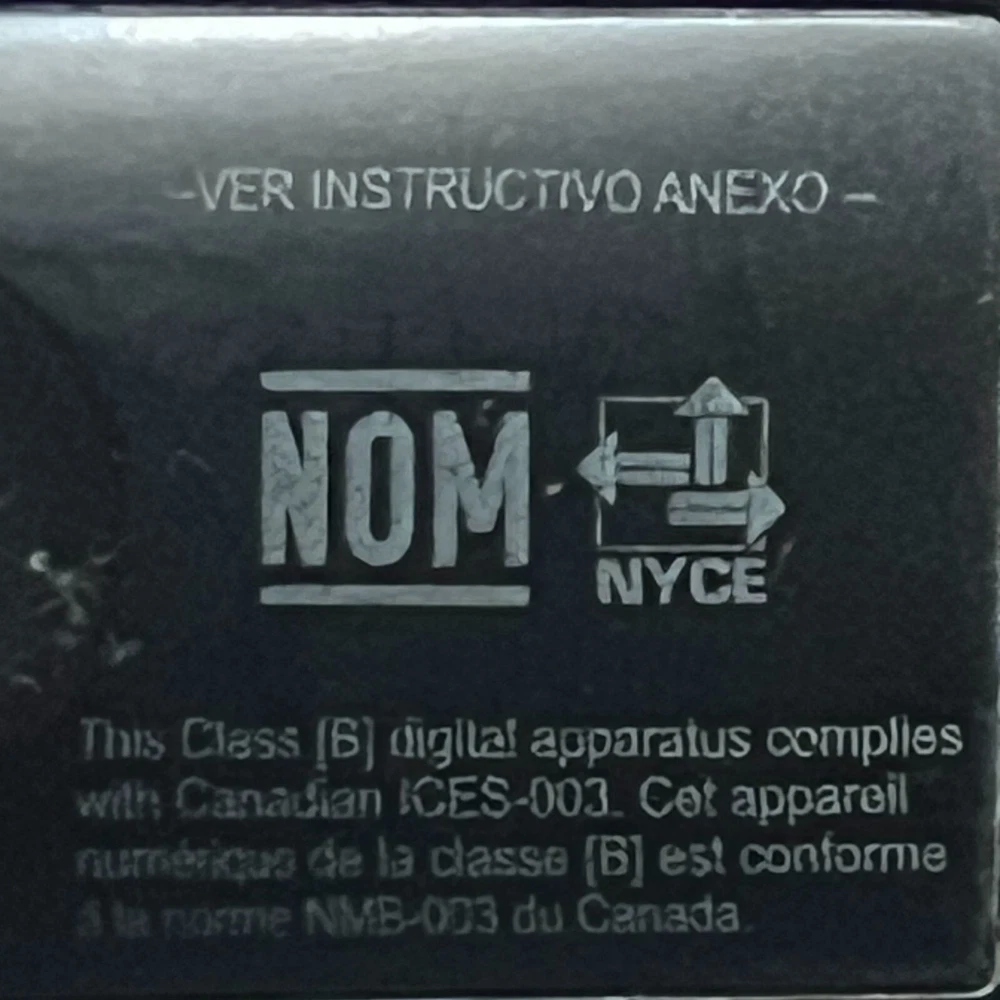 -VER INSTRUCTIVO ANEXO –
NOM
NYCE
This Class [B] digital apparatus complies
with Canadian ICES-003. Cet appareil
numérique de la classe [B] est conforme
à la norme NMB-003 du Canada.